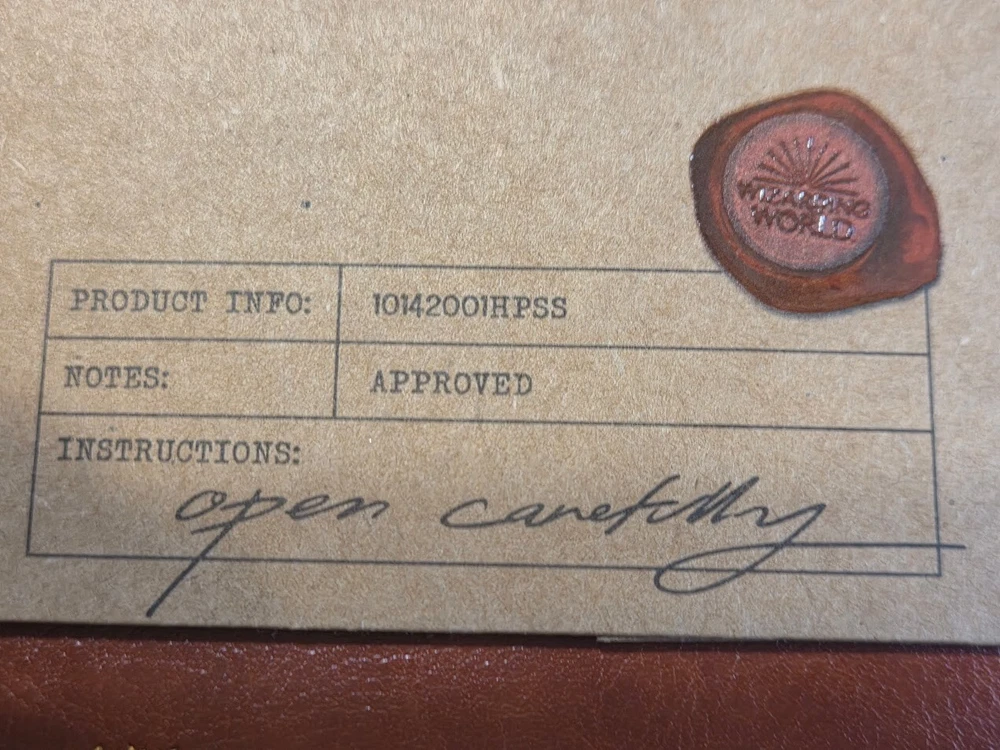 WIZARDING
WORLD
PRODUCT INFO: 10142001HPSS
NOTES: APPROVED
INSTRUCTIONS:
open carefully